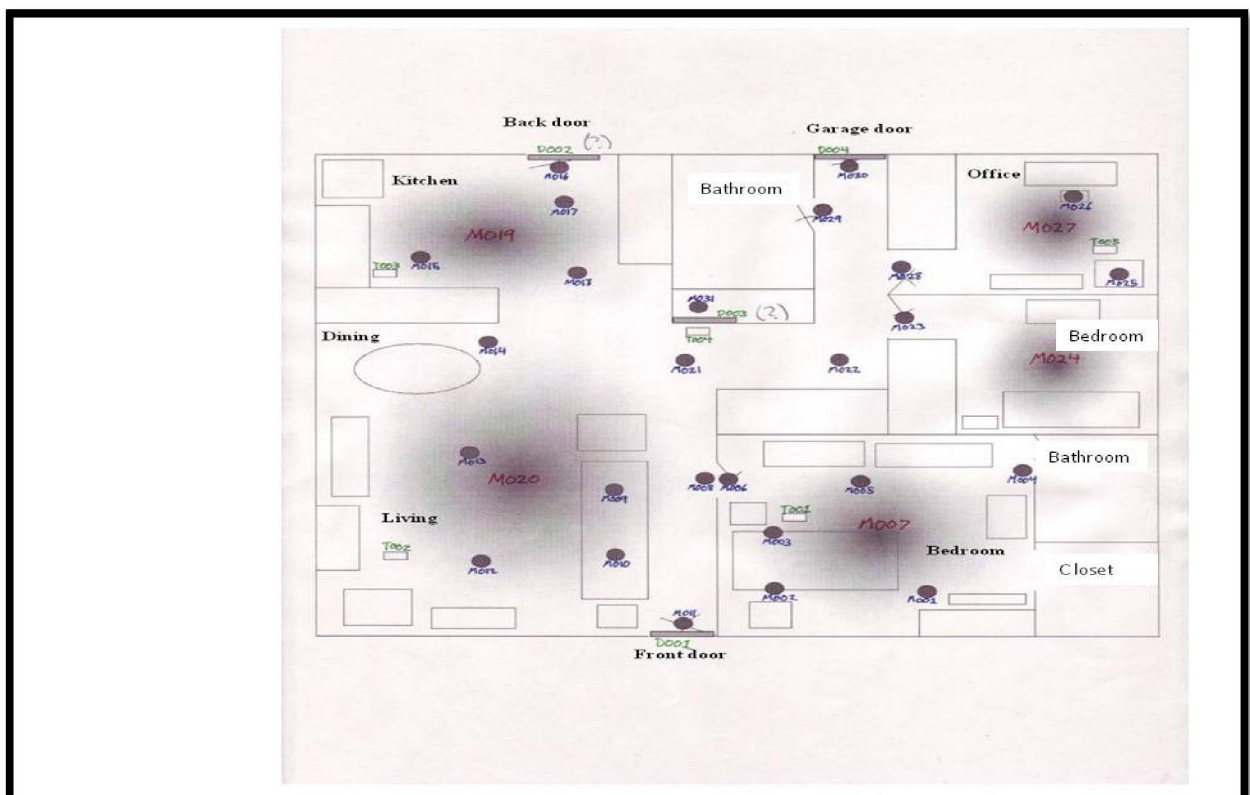 Back door
(?)
Garage door
D002
D004
M016
M030
Kitchen
Bathroom
Office
M017
M029
M026
M019
M027
T005
T003
M015
M018
M028
M025
M031
D003
(?)
M023
Dining
T004
Bedroom
M014
M021
M022
M024
M013
Bathroom
M004
M020
M008
M006
M005
M009
T001
M007
Living
M003
Bedroom
T002
M012
M010
Closet
M002
M001
M011
D001
Front door